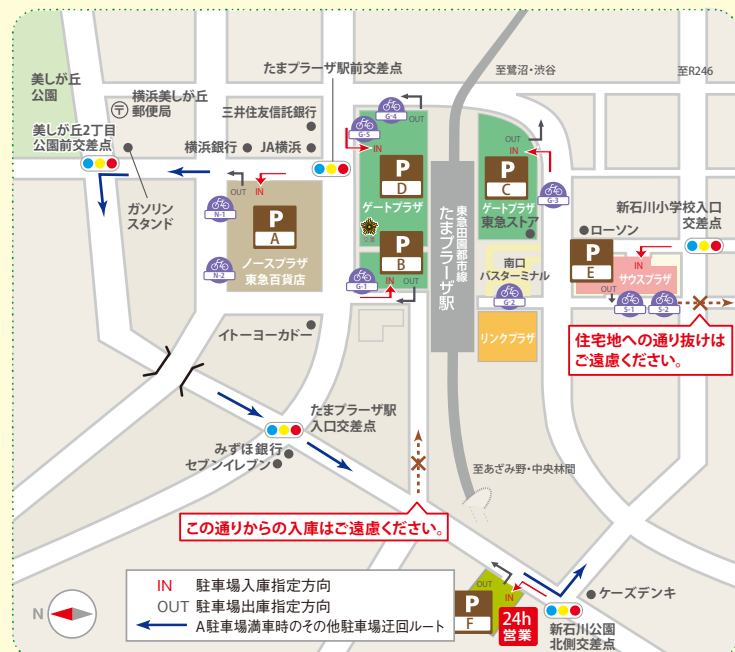 美しが丘
公園
横浜美しが丘
郵便局
たまプラーザ駅前交差点
三井住友信託銀行
至鷺沼・渋谷
至R246
美しが丘2丁目
公園前交差点
横浜銀行
JA横浜
ガソリン
スタンド
OUT
IN
N-1
N-2
P
A
ノースプラザ
東急百貨店
G-5
G-4
OUT
IN
P
D
ゲートプラザ
P
B
IN
OUT
G-1
東急田園都市線
たまプラーザ駅
OUT
IN
P
C
G-3
ゲートプラザ
東急ストア
南口
バスターミナル
G-2
リンクプラザ
新石川小学校入口
交差点
ローソン
P
E
IN
サウスプラザ
OUT
S-1
S-2
住宅地への通り抜けは
ご遠慮ください。
イトーヨーカドー
たまプラーザ駅
入口交差点
みずほ銀行
セブンイレブン
至あざみ野・中央林間
この通りからの入庫はご遠慮ください。
OUT
IN
P
F
24h
営業
ケーズデンキ
新石川公園
北側交差点
N
IN 駐車場入庫指定方向
OUT 駐車場出庫指定方向
A駐車場満車時のその他駐車場迂回ルート